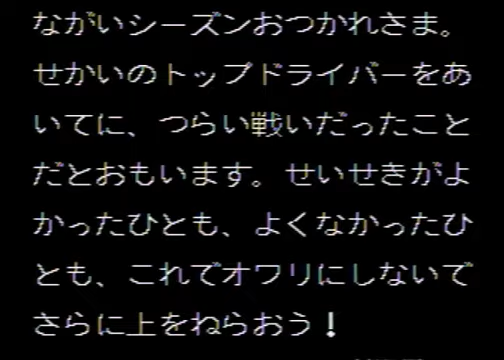 ながいシーズンおつかれさま。
せかいのトップドライバーをあ
いてに、つらい戦いだったこと
だとおもいます。せいせきがよ
かったひとも、よくなかったひ
とも、これでオワリにしないで
さらに上をねらおう！